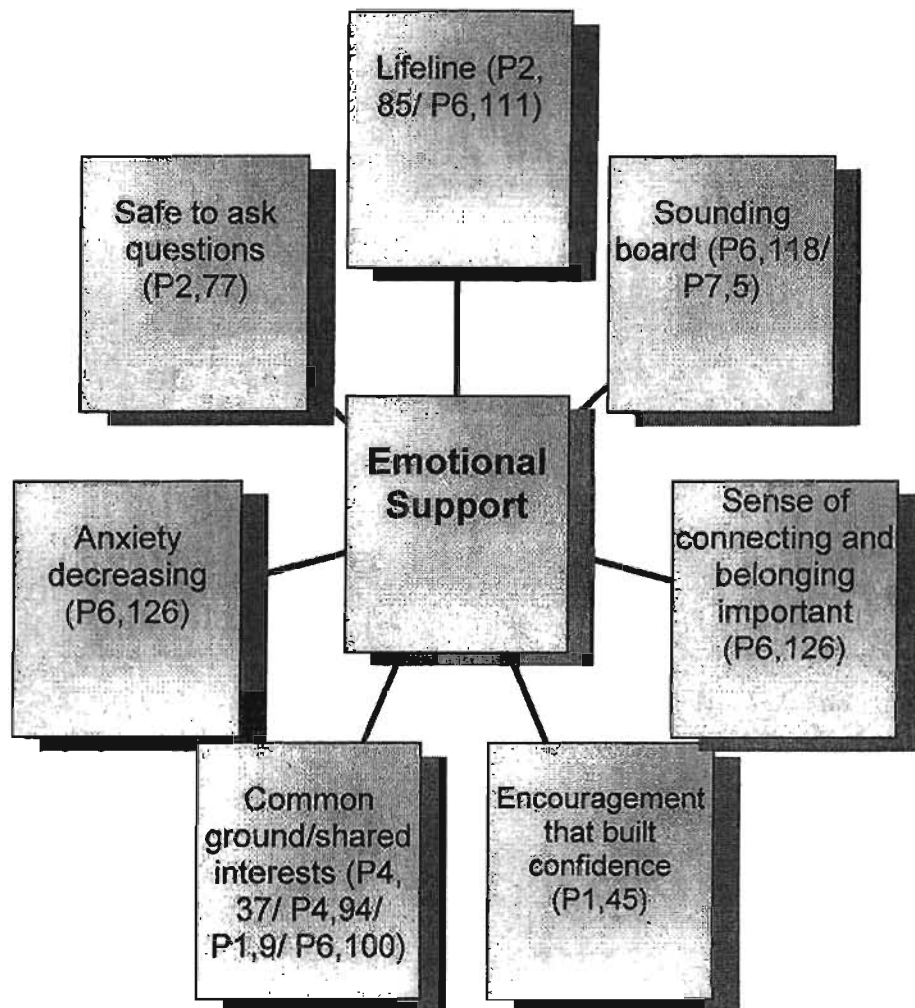 Lifeline (P2,
85/ P6,111)
Safe to ask
questions
(P2,77)
Sounding
board (P6,118/
P7,5)
Emotional
Support
Anxiety
decreasing
(P6,126)
Sense of
connecting and
belonging
important
(P6,126)
Common
ground/shared
interests (P4,
37/ P4,94/
P1,9/ P6,100)
Encouragement
that built
confidence
(P1,45)